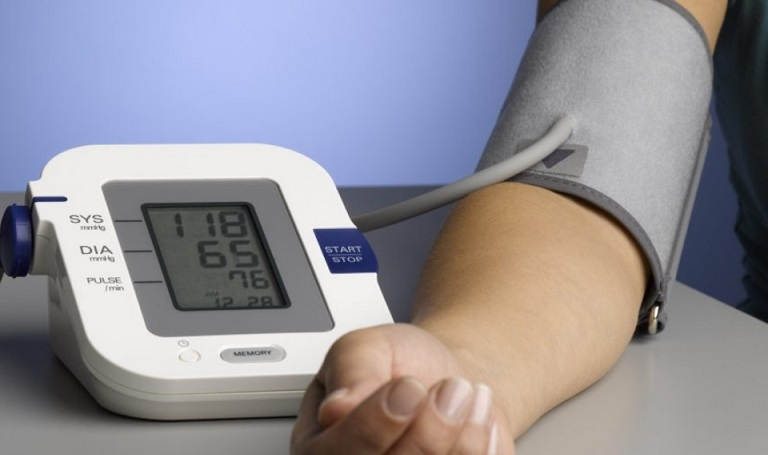 SYS
mmHg
118
DIA
mmHg
65
PULSE
/min
76
AM
12 28
START
STOP
MEMORY